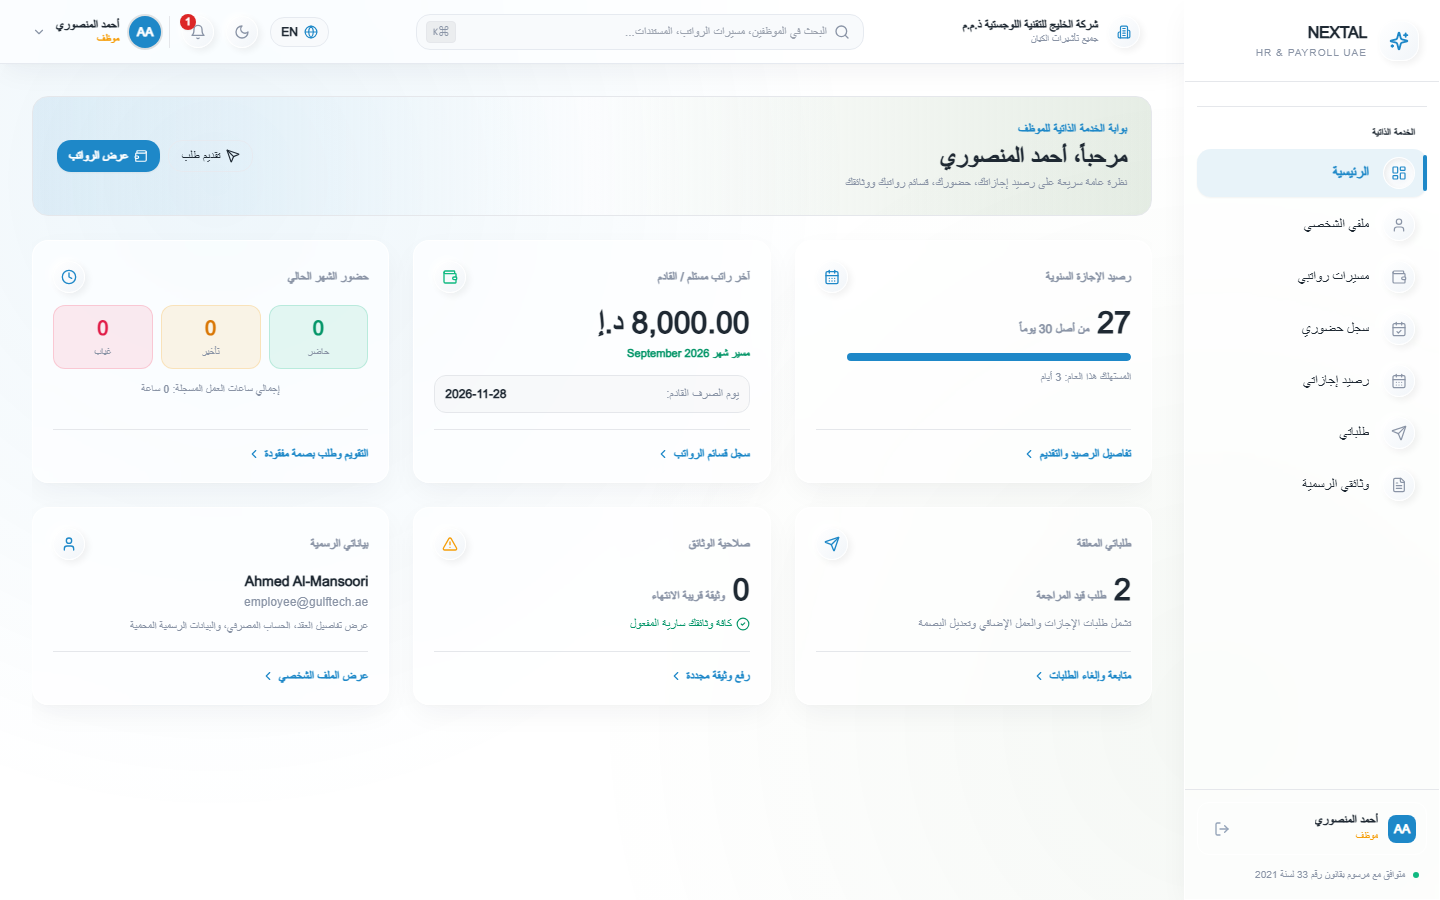 NEXTAL
HR & PAYROLL UAE
الخدمة الذاتية
الرئيسية
ملفي الشخصي
مسيرات رواتبي
سجل حضوري
رصيد إجازاتي
طلباتي
وثائقي الرسمية
أحمد المنصوري
موظف
AA
متوافق مع مرسوم بقانون رقم 33 لسنة 2021
شركة الخليج للتقنية اللوجستية ذ.م.م
جميع تأشيرات الكيان
البحث في الموظفين، مسيرات الرواتب، المستندات...
⌘K
EN
1
AA
أحمد المنصوري
موظف
بوابة الخدمة الذاتية للموظف
مرحباً، أحمد المنصوري
نظرة عامة سريعة على رصيد إجازاتك، حضورك، قسائم رواتبك ووثائقك
تقديم طلب
عرض الرواتب
رصيد الإجازة السنوية
27 من أصل 30 يوماً
المستهلك هذا العام: 3 أيام
تفاصيل الرصيد والتقديم
آخر راتب مستلم / القادم
8,000.00 د.إ
مسير شهر September 2026
يوم الصرف القادم:
2026-11-28
سجل قسائم الرواتب
حضور الشهر الحالي
0
حاضر
0
تأخير
0
غياب
إجمالي ساعات العمل المسجلة: 0 ساعة
التقويم وطلب بصمة مفقودة
طلباتي المعلقة
2 طلب قيد المراجعة
تشمل طلبات الإجازات والعمل الإضافي وتعديل البصمة
متابعة وإلغاء الطلبات
صلاحية الوثائق
0 وثيقة قريبة الانتهاء
كافة وثائقك سارية المفعول
رفع وثيقة مجددة
بياناتي الرسمية
Ahmed Al-Mansoori
employee@gulftech.ae
عرض تفاصيل العقد، الحساب المصرفي، والبيانات الرسمية المحمية
عرض الملف الشخصي